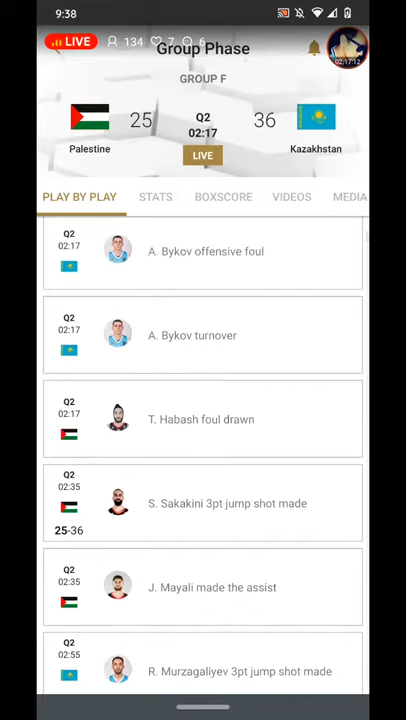 9:38
LIVE 134 7 6
Group Phase
02:17:12
GROUP F
25 Q2 36
02:17
Palestine Kazakhstan
LIVE
PLAY BY PLAY STATS BOXSCORE VIDEOS MEDIA
Q2
02:17
A. Bykov offensive foul
Q2
02:17
A. Bykov turnover
Q2
02:17
T. Habash foul drawn
Q2
02:35
S. Sakakini 3pt jump shot made
25-36
Q2
02:35
J. Mayali made the assist
Q2
02:55
R. Murzagaliyev 3pt jump shot made